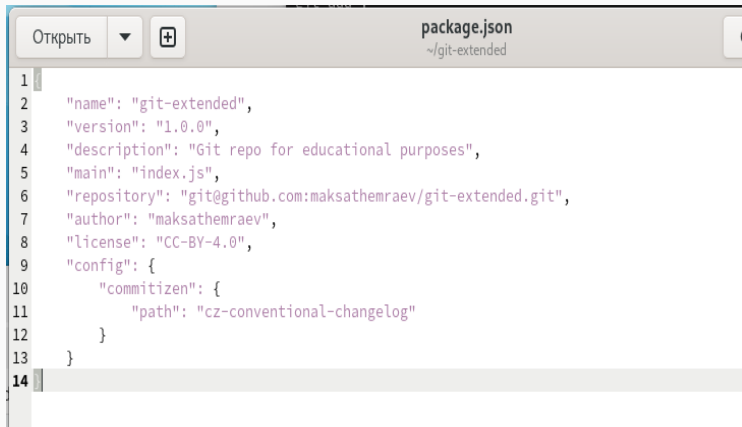 package.json
Открыть
~/git-extended
1 {
2 "name": "git-extended",
3 "version": "1.0.0",
4 "description": "Git repo for educational purposes",
5 "main": "index.js",
6 "repository": "git@github.com:maksathemraev/git-extended.git",
7 "author": "maksathemraev",
8 "license": "CC-BY-4.0",
9 "config": {
10 "commitizen": {
11 "path": "cz-conventional-changelog"
12 }
13 }
14 }